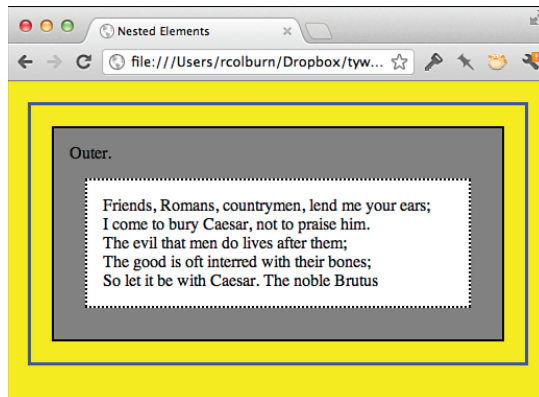 Nested Elements
file:///Users/rcolburn/Dropbox/tyw...
Outer.
Friends, Romans, countrymen, lend me your ears;
I come to bury Caesar, not to praise him.
The evil that men do lives after them;
The good is oft interred with their bones;
So let it be with Caesar. The noble Brutus